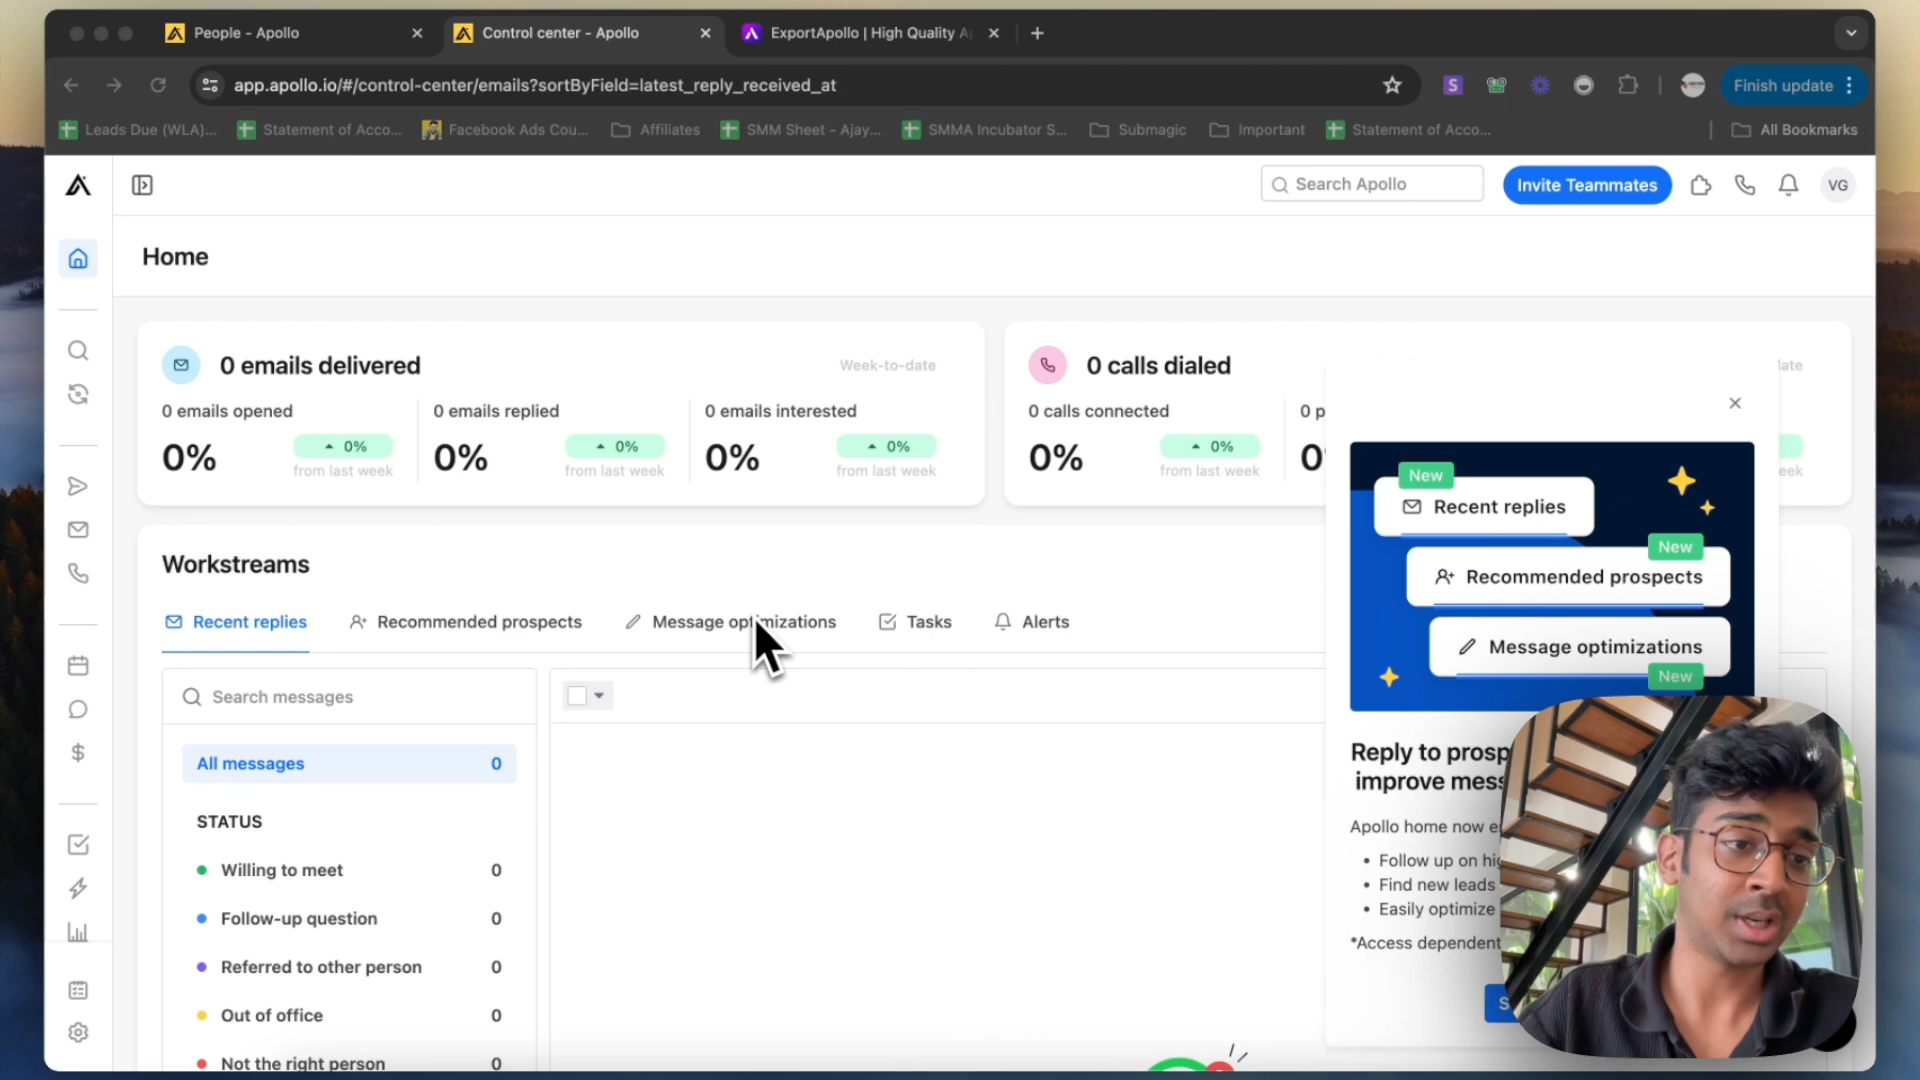 People - Apollo
Control center - Apollo
ExportApollo | High Quality A
app.apollo.io/#/control-center/emails?sortByField=latest_reply_received_at
S
Finish update
Leads Due (WLA)...
Statement of Acco...
Facebook Ads Cou...
Affiliates
SMM Sheet - Ajay...
SMMA Incubator S...
Submagic
Important
Statement of Acco...
All Bookmarks
Search Apollo
Invite Teammates
VG
Home
0 emails delivered
Week-to-date
0 emails opened
0%
0%
from last week
0 emails replied
0%
0%
from last week
0 emails interested
0%
0%
from last week
0 calls dialed
0 calls connected
0%
0%
from last week
Workstreams
Recent replies
Recommended prospects
Message optimizations
Tasks
Alerts
Search messages
All messages 0
STATUS
Willing to meet 0
Follow-up question 0
Referred to other person 0
Out of office 0
Not the right person 0
New
Recent replies
New
Recommended prospects
Message optimizations
New
Reply to prosp
improve mess
Apollo home now e
• Follow up on hig
• Find new leads
• Easily optimize
*Access dependent
S